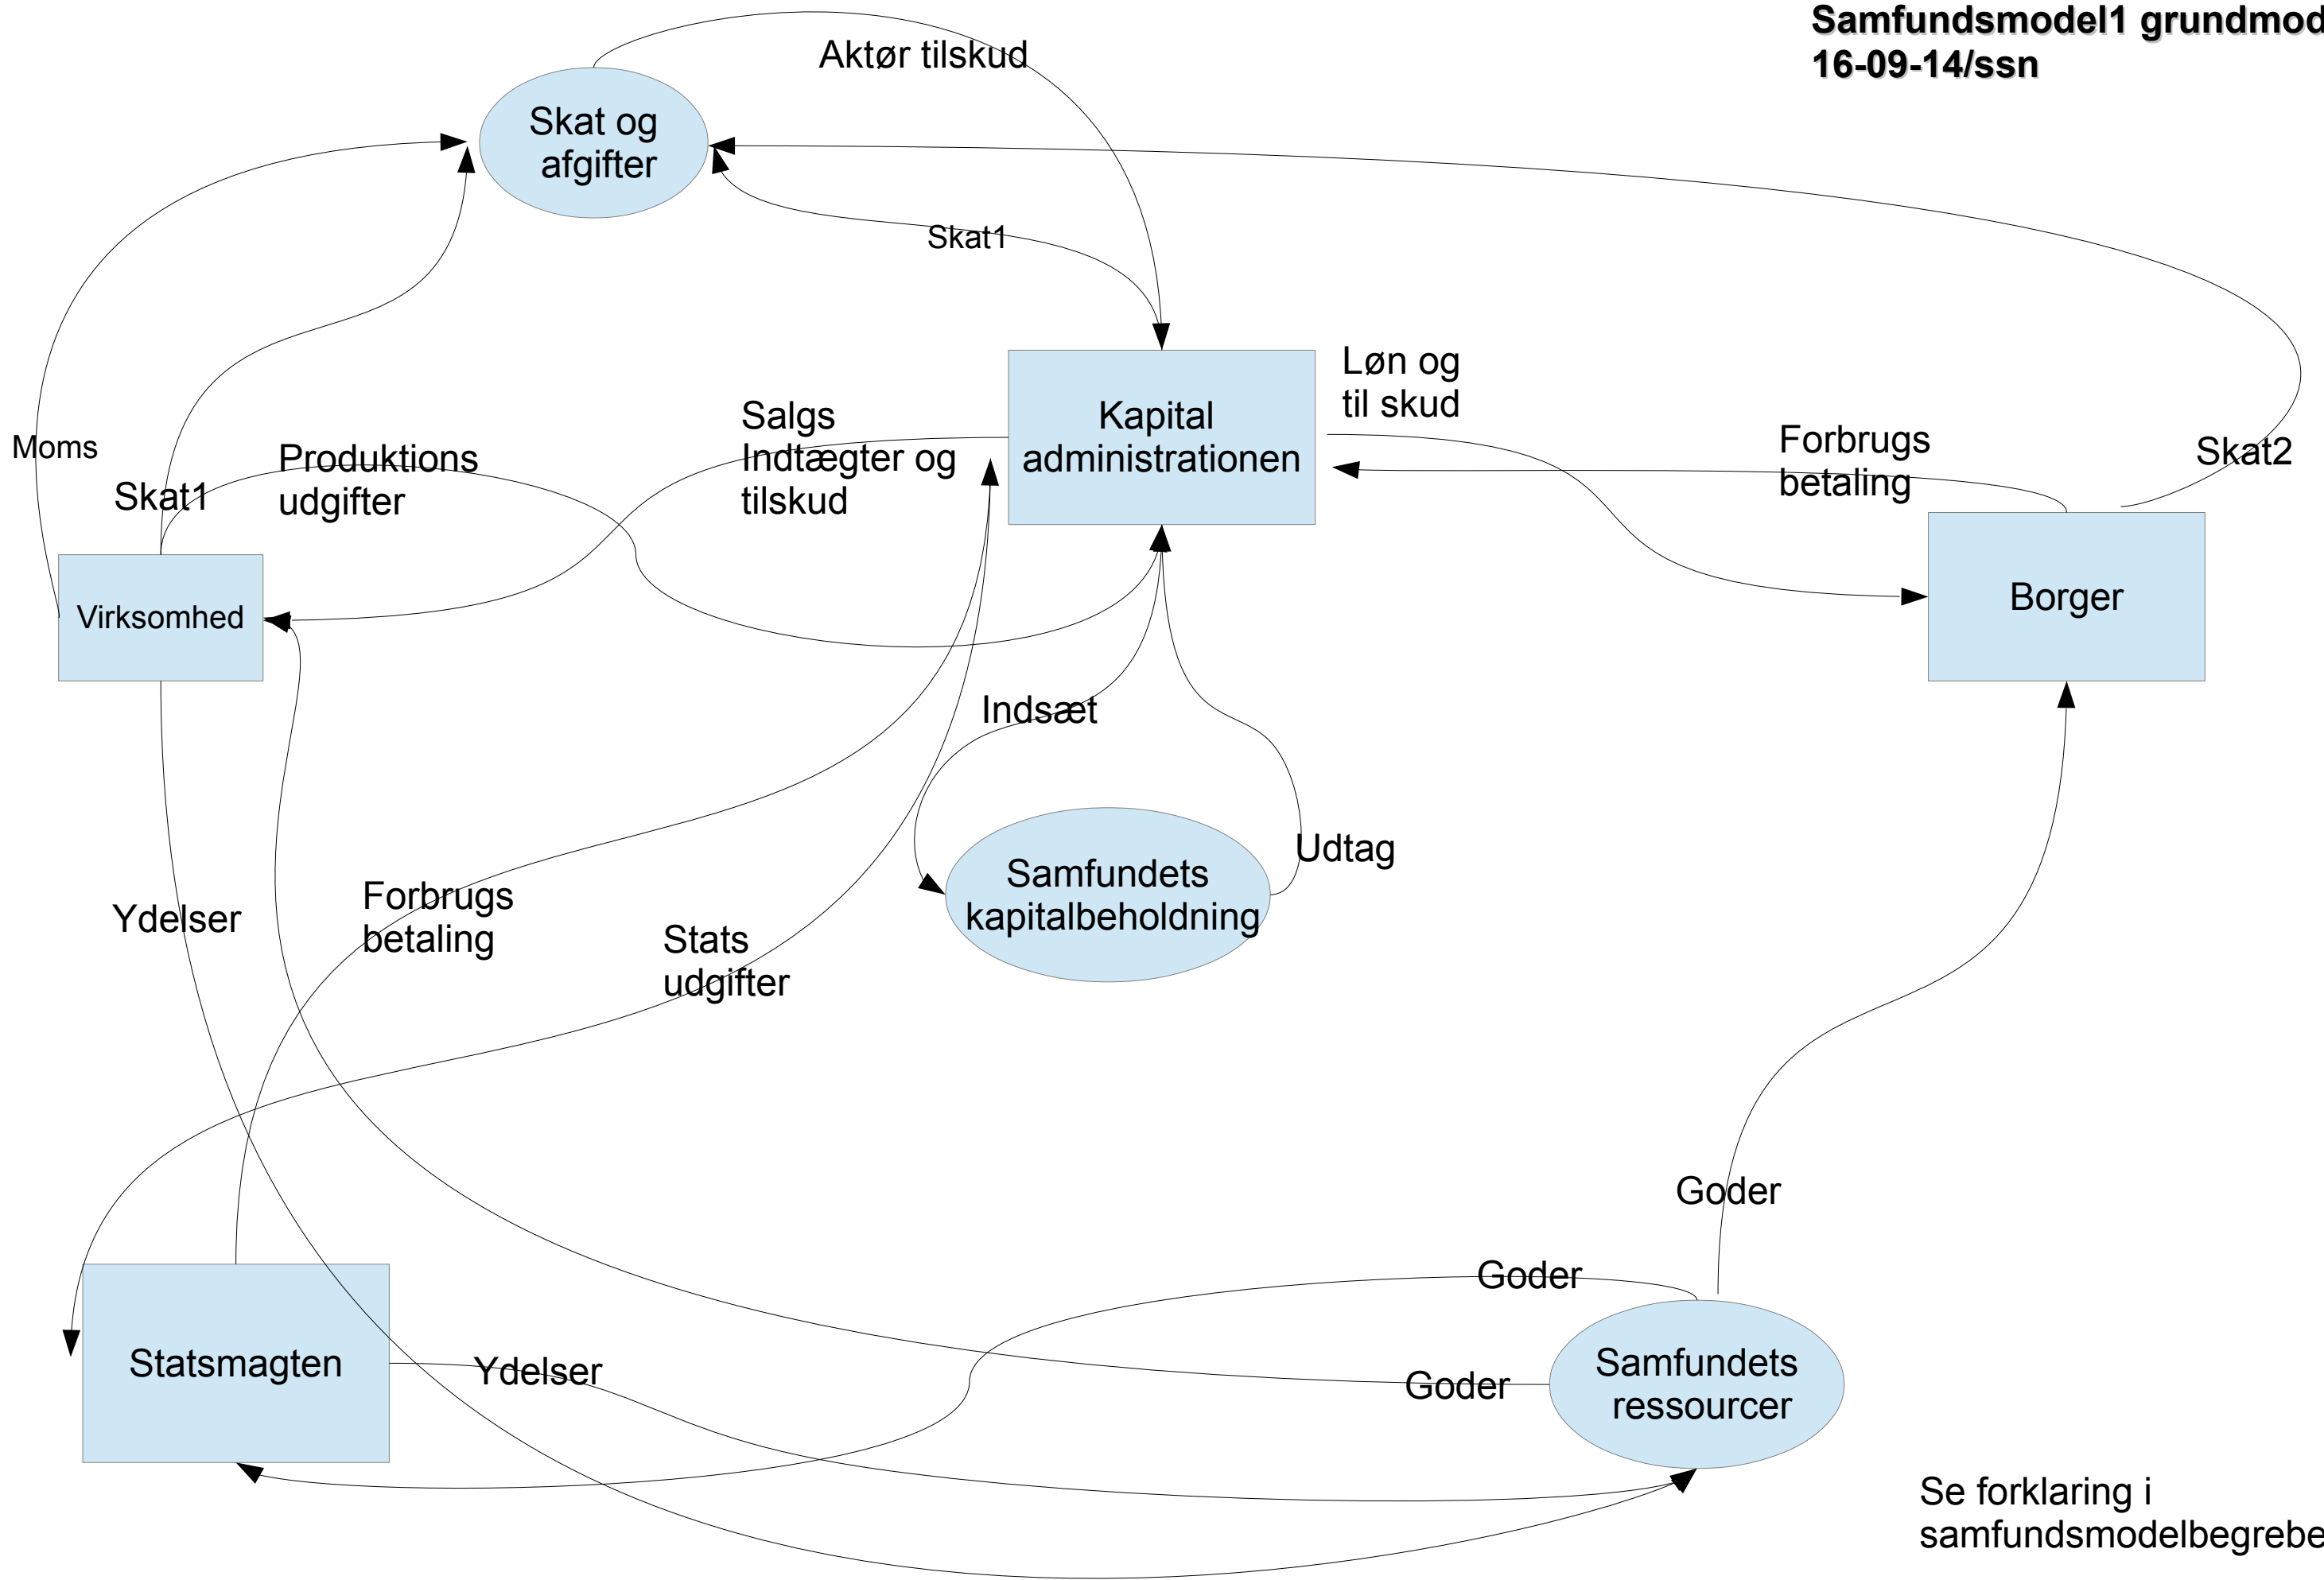 Samfundsmodel1 grundmod
16-09-14/ssn
Aktør tilskud
Skat og
afgifter
Skat1
Løn og
til skud
Kapital
administrationen
Salgs
Indtægter og
tilskud
Forbrugs
betaling
Skat2
Moms
Produktions
udgifter
Skat1
Virksomhed
Borger
Indsæt
Udtag
Samfundets
kapitalbeholdning
Forbrugs
betaling
Ydelser
Stats
udgifter
Goder
Goder
Statsmagten
Ydelser
Goder
Samfundets
ressourcer
Se forklaring i
samfundsmodelbegrebe